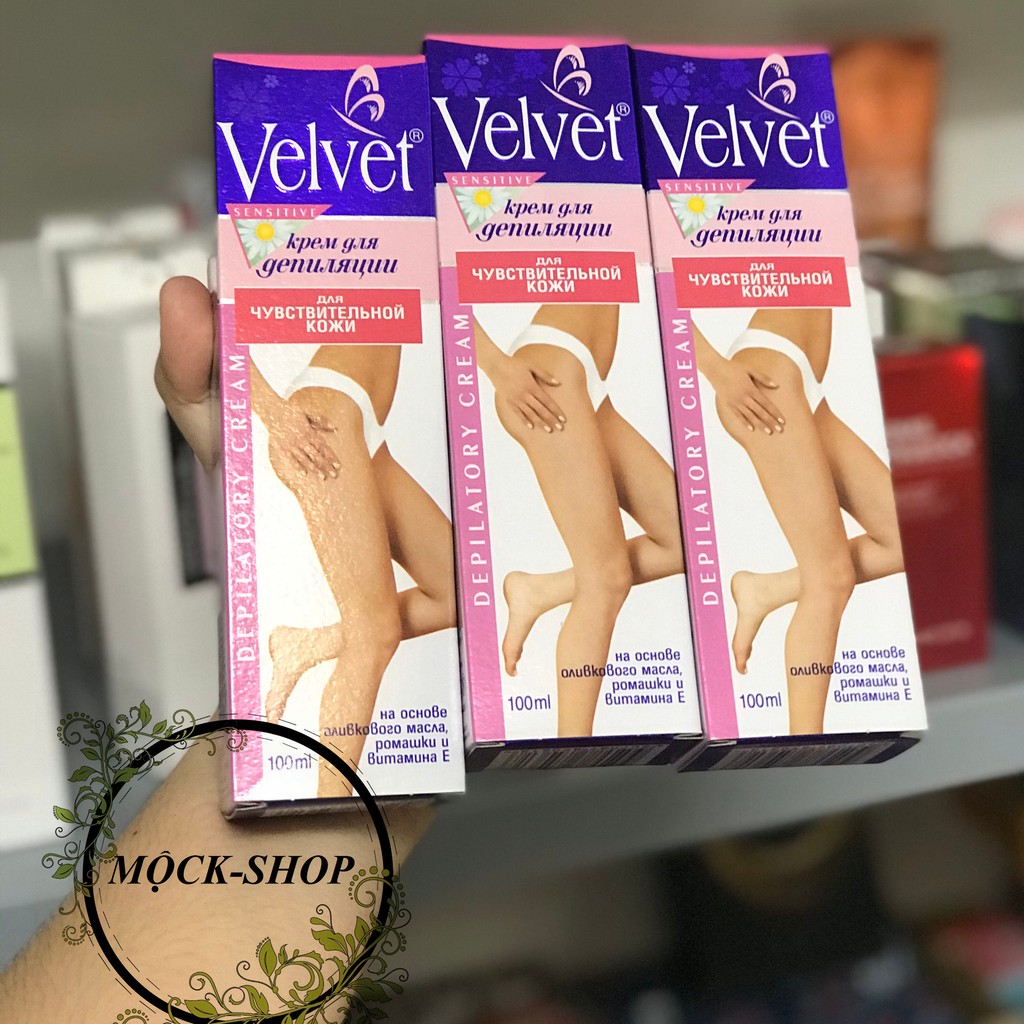 Velvet®
SENSITIVE
крем для
депиляции
для
ЧУВСТВИТЕЛЬНОЙ
КОЖИ
DEPILATORY CREAM
на основе
оливкового масла,
ромашки и
витамина Е
100ml
Velvet®
SENSITIVE
крем для
депиляции
для
ЧУВСТВИТЕЛЬНОЙ
КОЖИ
DEPILATORY CREAM
на основе
оливкового масла,
ромашки и
витамина Е
100ml
Velvet®
SENSITIVE
крем для
депиляции
для
ЧУВСТВИТЕЛЬНОЙ
КОЖИ
DEPILATORY CREAM
на основе
оливкового масла,
ромашки и
витамина Е
100ml
MỘCK-SHOP